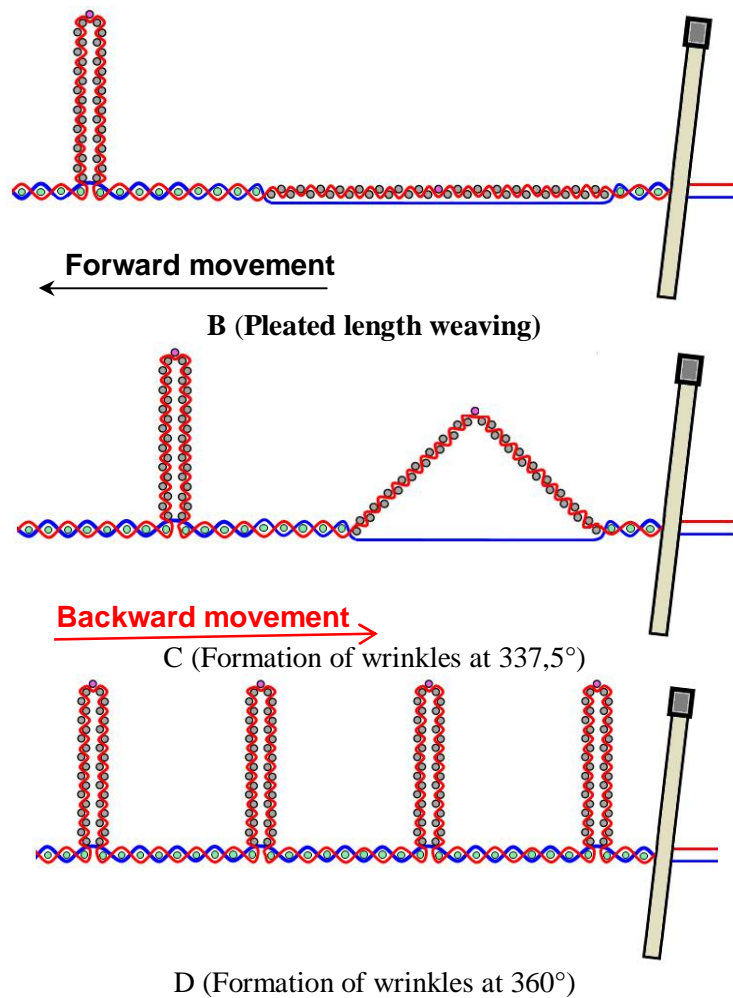 Forward movement
B (Pleated length weaving)
Backward movement
C (Formation of wrinkles at 337,5°)
D (Formation of wrinkles at 360°)